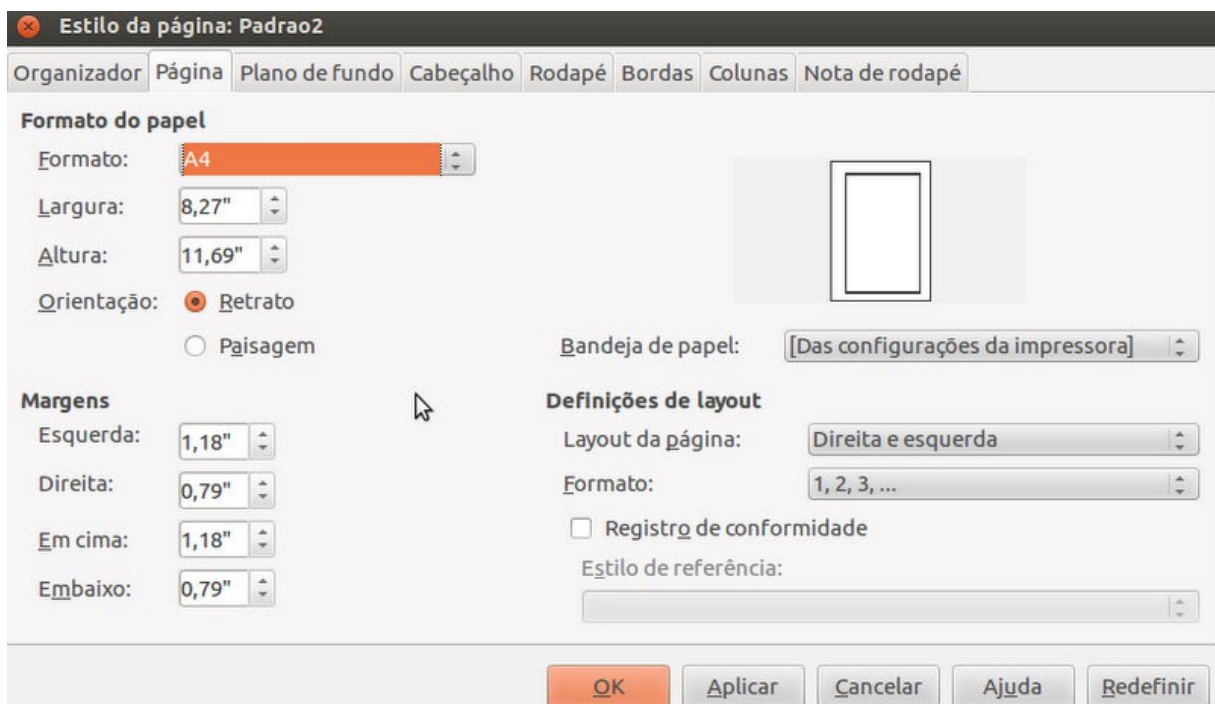 Estilo da página: Padrao2
Organizador Página Plano de fundo Cabeçalho Rodapé Bordas Colunas Nota de rodapé
Formato do papel
Formato: A4
Largura: 8,27"
Altura: 11,69"
Orientação: Retrato
Paisagem
Bandeja de papel: [Das configurações da impressora]
Margens
Esquerda: 1,18"
Direita: 0,79"
Em cima: 1,18"
Embaixo: 0,79"
Definições de layout
Layout da página: Direita e esquerda
Formato: 1, 2, 3, ...
Registro de conformidade
Estilo de referência:
OK Aplicar Cancelar Ajuda Redefinir